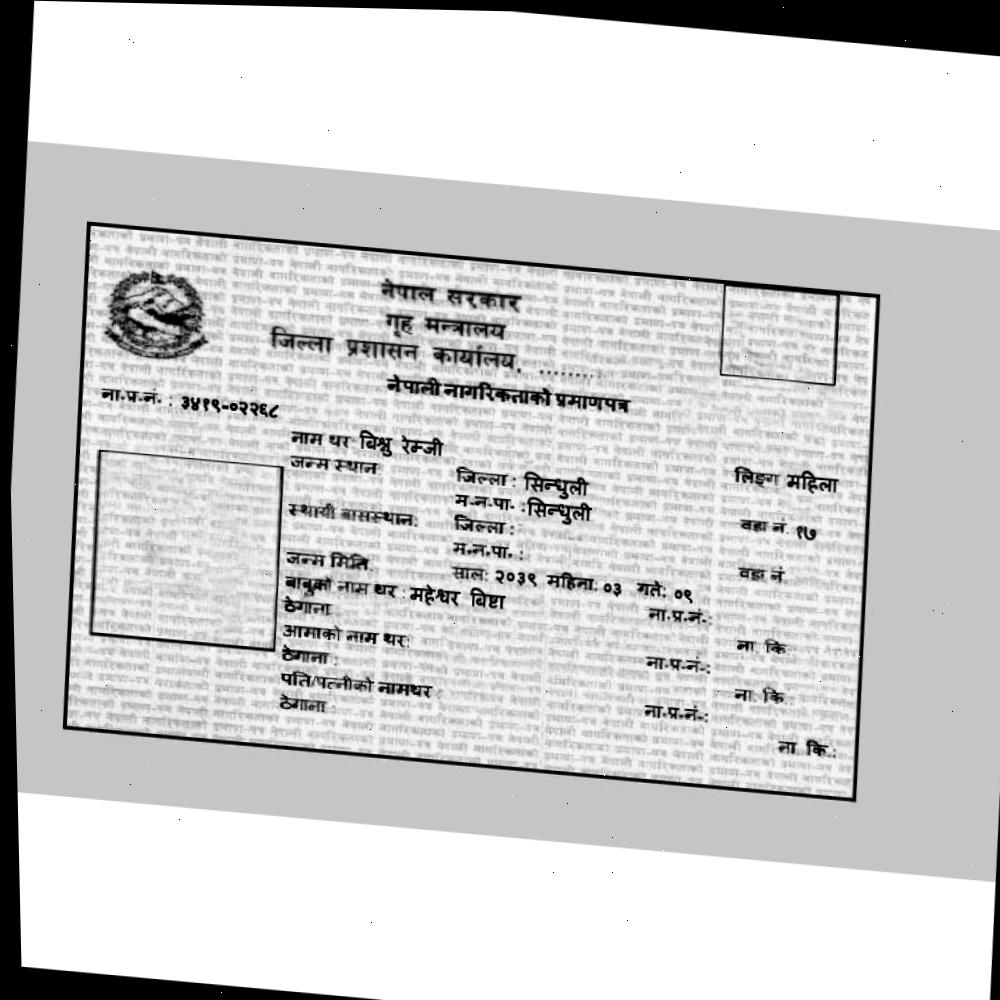 नेपाल सरकार
गृह मन्त्रालय
जिल्ला प्रशासन कार्यालय, ........
नेपाली नागरिकताको प्रमाणपत्र
ना.प्र.नं. : ३४१९-०२२६८
नाम थर बिश्नु रेम्जी लिङ्ग महिला
जन्म स्थान: जिल्ला : सिन्धुली
म.न.पा. :सिन्धुली वडा नं. १७
स्थायी बासस्थान: जिल्ला :
म.न.पा. : वडा नं.
जन्म मिति: साल: २०३९ महिना: ०३ गते: ०९
बाबुको नाम थर : महेश्वर बिष्टा ना.प्र.नं.:
ठेगाना : ना. कि.:
आमाको नाम थर: ना.प्र.नं.:
ठेगाना : ना. कि.:
पति/पत्नीको नामथर : ना.प्र.नं.:
ठेगाना : ना. कि.: